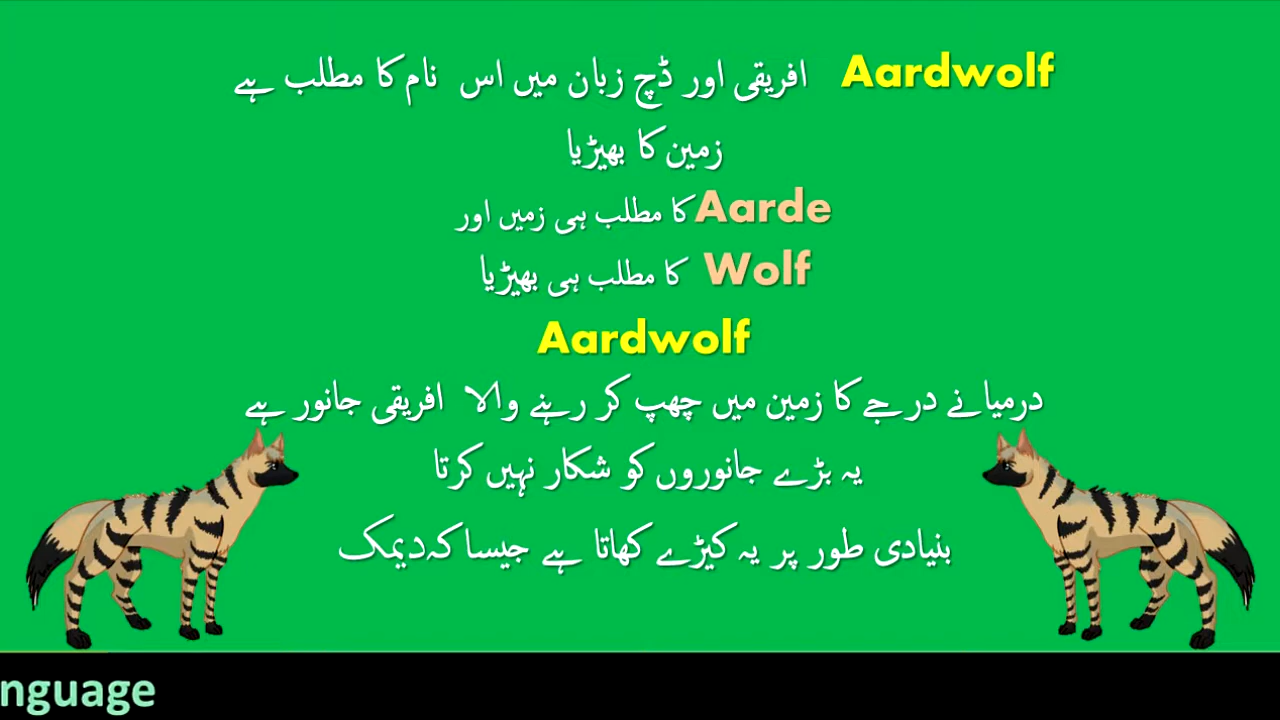 Aardwolf افریقی اور ڈچ زبان میں اس نام کا مطلب ہے
زمین کا بھیڑیا
Aarde کا مطلب ہی زمیں اور
Wolf کا مطلب ہی بھیڑیا
Aardwolf
درمیانے درجے کا زمین میں چھپ کر رہنے والا افریقی جانور ہے
یہ بڑے جانوروں کو شکار نہیں کرتا
بنیادی طور پر یہ کیڑے کھاتا ہے جیسا کہ دیمک
nguage